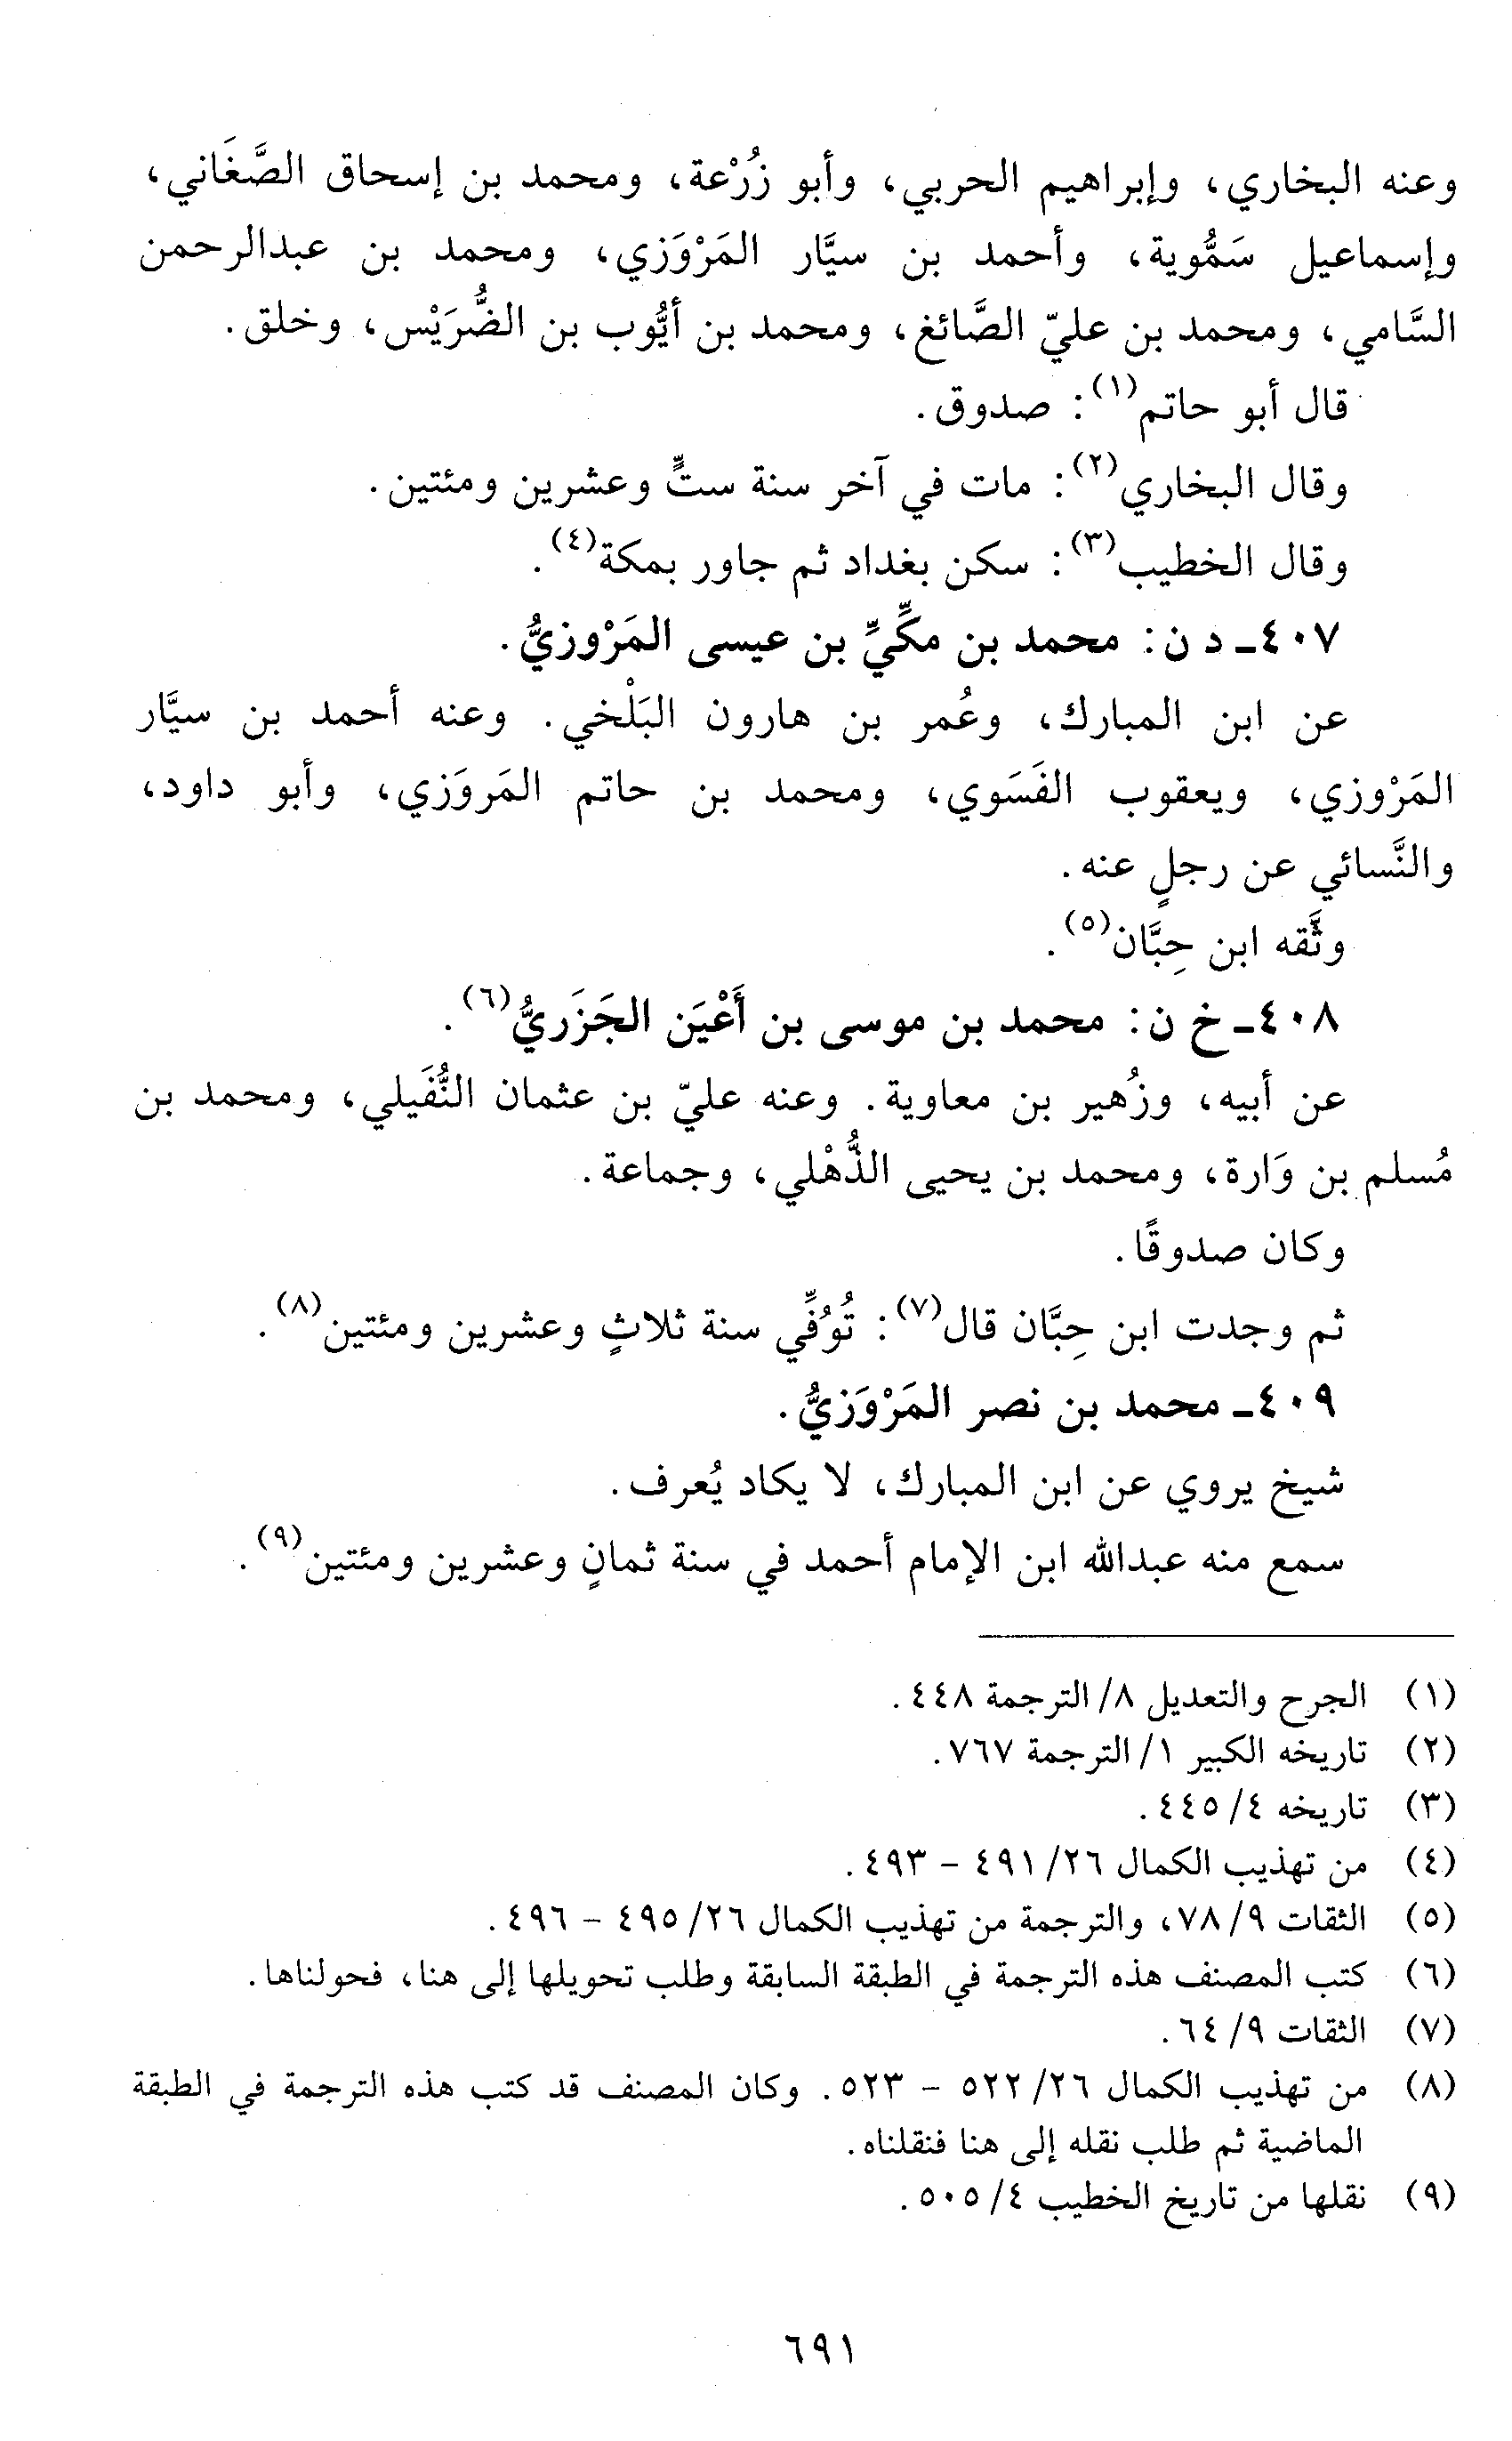 وعنه البخاري، وإبراهيم الحربي، وأبو زُرْعة، ومحمد بن إسحاق الصَّغَاني،
وإسماعيل سَمُّوية، وأحمد بن سيَّار المَرْوَزي، ومحمد بن عبدالرحمن
السَّامي، ومحمد بن عليّ الصَّائغ، ومحمد بن أيُّوب بن الضُّرَيْس، وخلق.
قال أبو حاتم(١): صدوق.
وقال البخاري(٢): مات في آخر سنة ستٍّ وعشرين ومئتين.
وقال الخطيب(٣): سكن بغداد ثم جاور بمكة(٤).
٤٠٧ـ د ن: محمد بن مكِّيِّ بن عيسى المَرْوزيُّ.
عن ابن المبارك، وعُمر بن هارون البَلْخي. وعنه أحمد بن سيَّار
المَرْوزي، ويعقوب الفَسَوي، ومحمد بن حاتم المَروَزي، وأبو داود،
والنَّسائي عن رجلٍ عنه.
وثَّقه ابن حِبَّان(٥).
٤٠٨ـ خ ن: محمد بن موسى بن أَعْيَن الجَزَريُّ(٦).
عن أبيه، وزُهير بن معاوية. وعنه عليّ بن عثمان النُّفَيلي، ومحمد بن
مُسلم بن وَارة، ومحمد بن يحيى الذُّهْلي، وجماعة.
وكان صدوقًا.
ثم وجدت ابن حِبَّان قال(٧): تُوُفِّي سنة ثلاثٍ وعشرين ومئتين(٨).
٤٠٩ـ محمد بن نصر المَرْوَزيُّ.
شيخ يروي عن ابن المبارك، لا يكاد يُعرف.
سمع منه عبدالله ابن الإمام أحمد في سنة ثمانٍ وعشرين ومئتين(٩).
(١) الجرح والتعديل ٨/ الترجمة ٤٤٨.
(٢) تاريخه الكبير ١/ الترجمة ٧٦٧.
(٣) تاريخه ٤/ ٤٤٥.
(٤) من تهذيب الكمال ٢٦/ ٤٩١ - ٤٩٣.
(٥) الثقات ٩/ ٧٨، والترجمة من تهذيب الكمال ٢٦/ ٤٩٥ - ٤٩٦.
(٦) كتب المصنف هذه الترجمة في الطبقة السابقة وطلب تحويلها إلى هنا، فحولناها.
(٧) الثقات ٩/ ٦٤.
(٨) من تهذيب الكمال ٢٦/ ٥٢٢ - ٥٢٣. وكان المصنف قد كتب هذه الترجمة في الطبقة
الماضية ثم طلب نقله إلى هنا فنقلناه.
(٩) نقلها من تاريخ الخطيب ٤/ ٥٠٥.
٦٩١